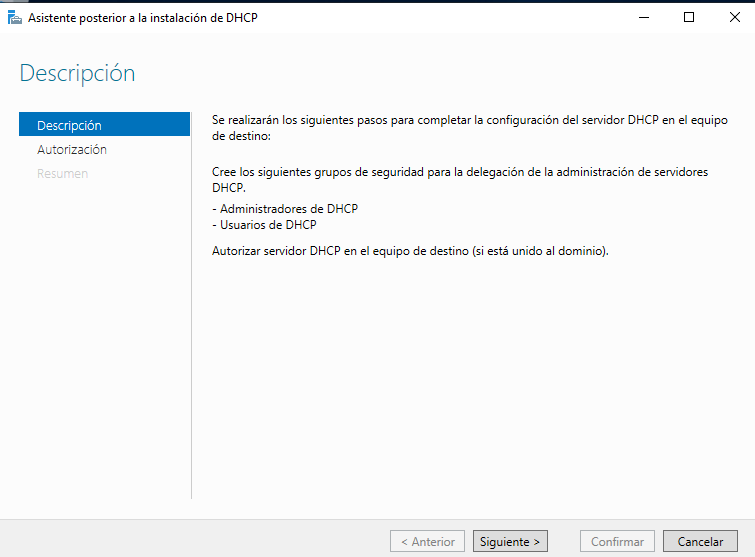 Asistente posterior a la instalación de DHCP
Descripción
Descripción
Autorización
Resumen
Se realizarán los siguientes pasos para completar la configuración del servidor DHCP en el equipo
de destino:
Cree los siguientes grupos de seguridad para la delegación de la administración de servidores
DHCP.
- Administradores de DHCP
- Usuarios de DHCP
Autorizar servidor DHCP en el equipo de destino (si está unido al dominio).
< Anterior
Siguiente >
Confirmar
Cancelar